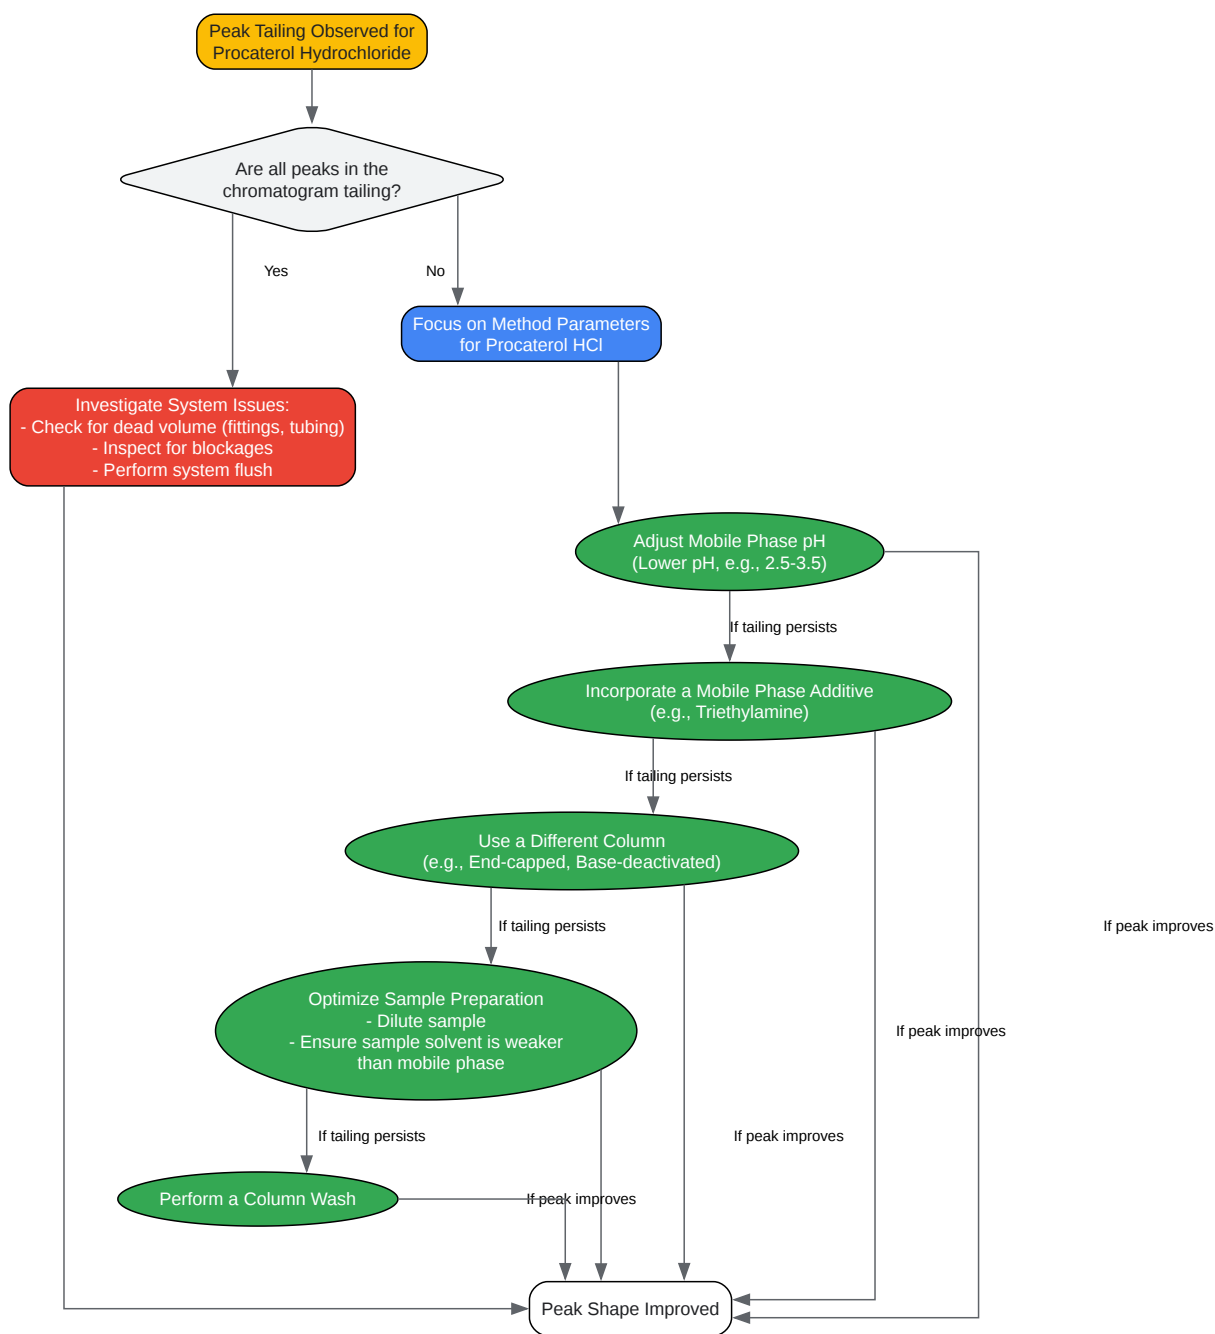 Peak Tailing Observed for
Procaterol Hydrochloride
Are all peaks in the
chromatogram tailing?
Yes
No
Focus on Method Parameters
for Procaterol HCl
Investigate System Issues:
- Check for dead volume (fittings, tubing)
- Inspect for blockages
- Perform system flush
Adjust Mobile Phase pH
(Lower pH, e.g., 2.5-3.5)
If tailing persists
Incorporate a Mobile Phase Additive
(e.g., Triethylamine)
If tailing persists
Use a Different Column
(e.g., End-capped, Base-deactivated)
If tailing persists
If peak improves
Optimize Sample Preparation
- Dilute sample
- Ensure sample solvent is weaker
than mobile phase
If peak improves
If tailing persists
If peak improves
Perform a Column Wash
If peak improves
Peak Shape Improved